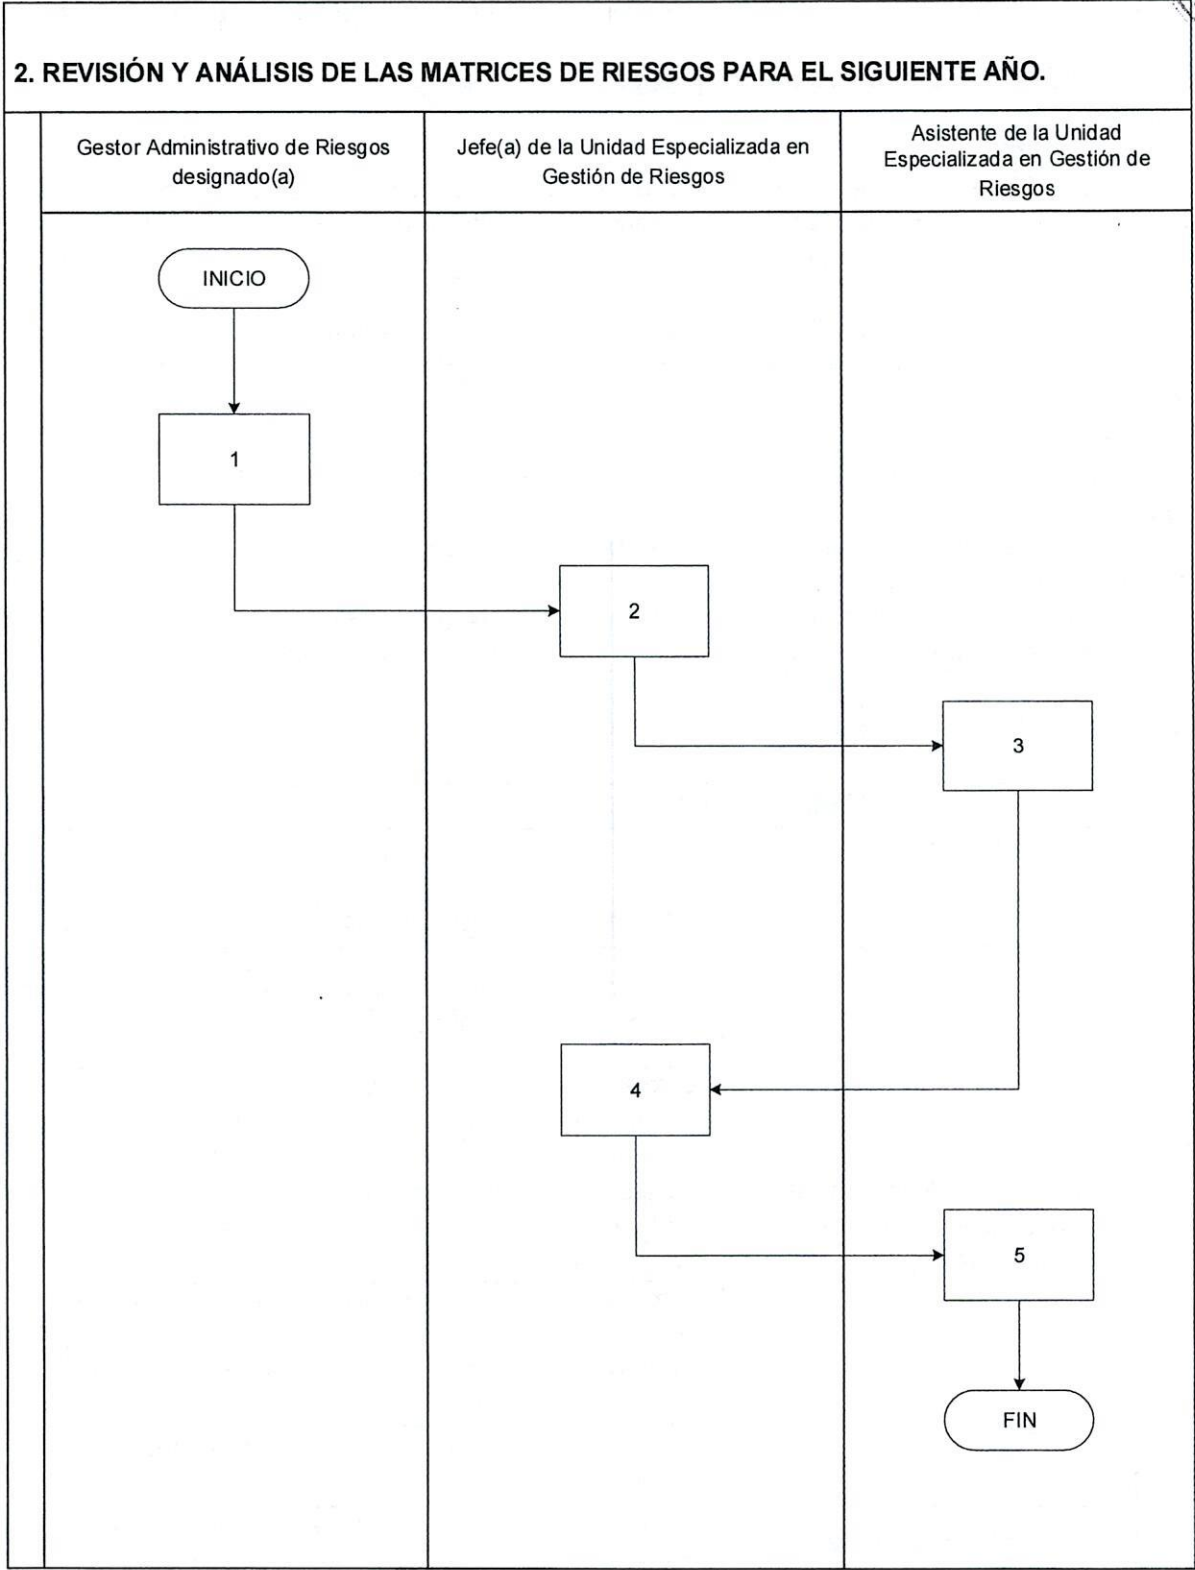 2. REVISIÓN Y ANÁLISIS DE LAS MATRICES DE RIESGOS PARA EL SIGUIENTE AÑO.
Gestor Administrativo de Riesgos
designado(a)
Jefe(a) de la Unidad Especializada en
Gestión de Riesgos
Asistente de la Unidad
Especializada en Gestión de
Riesgos
INICIO
1
2
3
4
5
FIN